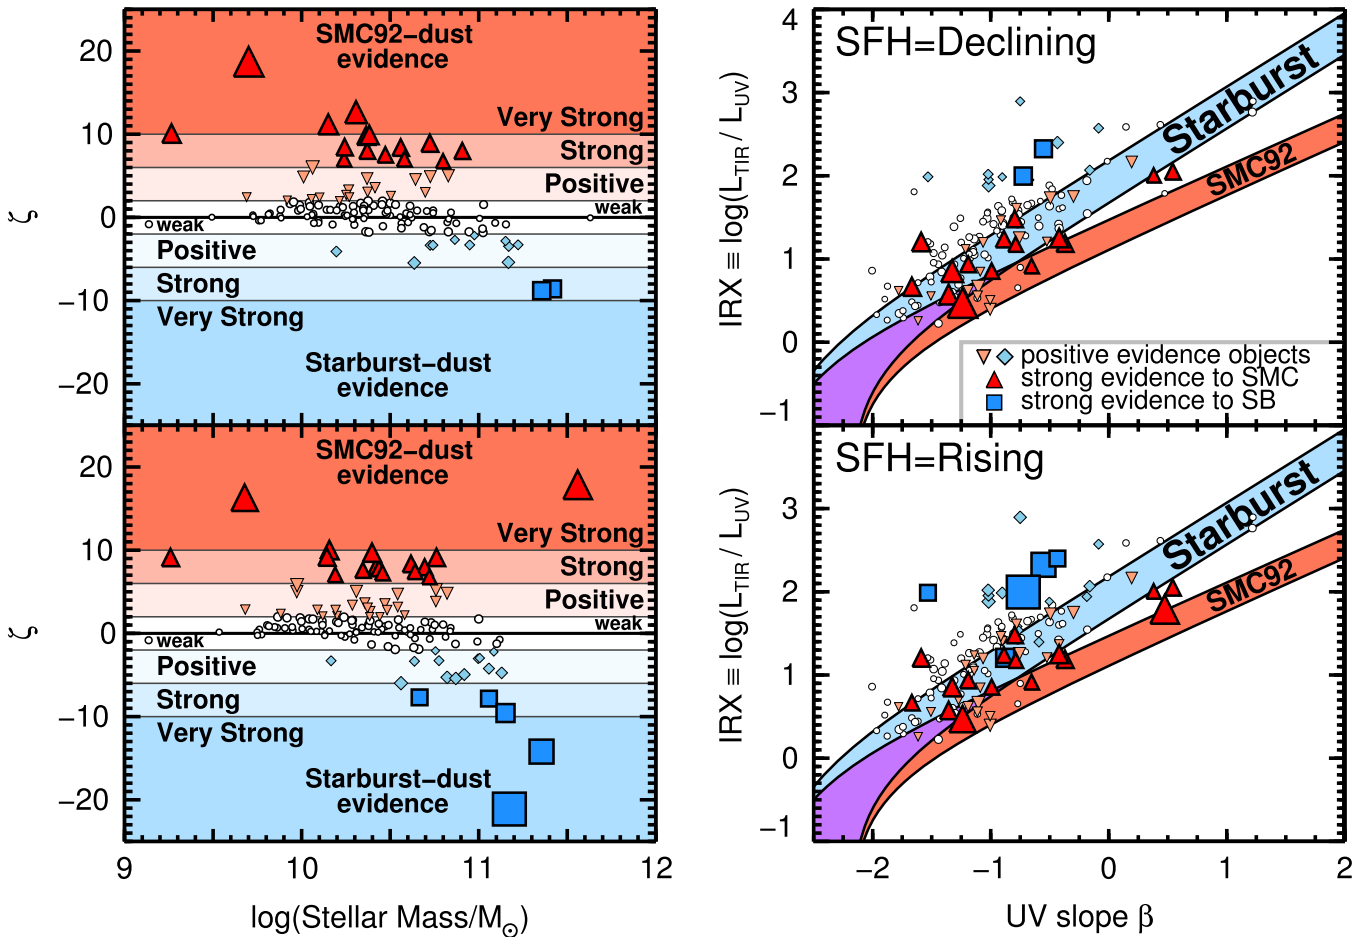 SMC92−dust
evidence
Very Strong
Strong
Positive
weak
weak
Positive
Strong
Very Strong
Starburst−dust
evidence
20
10
0
−10
−20
ζ
SFH=Declining
Starburst
SMC92
positive evidence objects
strong evidence to SMC
strong evidence to SB
4
3
2
1
0
−1
IRX ≡ log(L_TIR / L_UV)
SMC92−dust
evidence
Very Strong
Strong
Positive
weak
weak
Positive
Strong
Very Strong
Starburst−dust
evidence
20
10
0
−10
−20
ζ
9 10 11 12
log(Stellar Mass/M⊙)
SFH=Rising
Starburst
SMC92
3
2
1
0
−1
IRX ≡ log(L_TIR / L_UV)
−2 −1 0 1 2
UV slope β